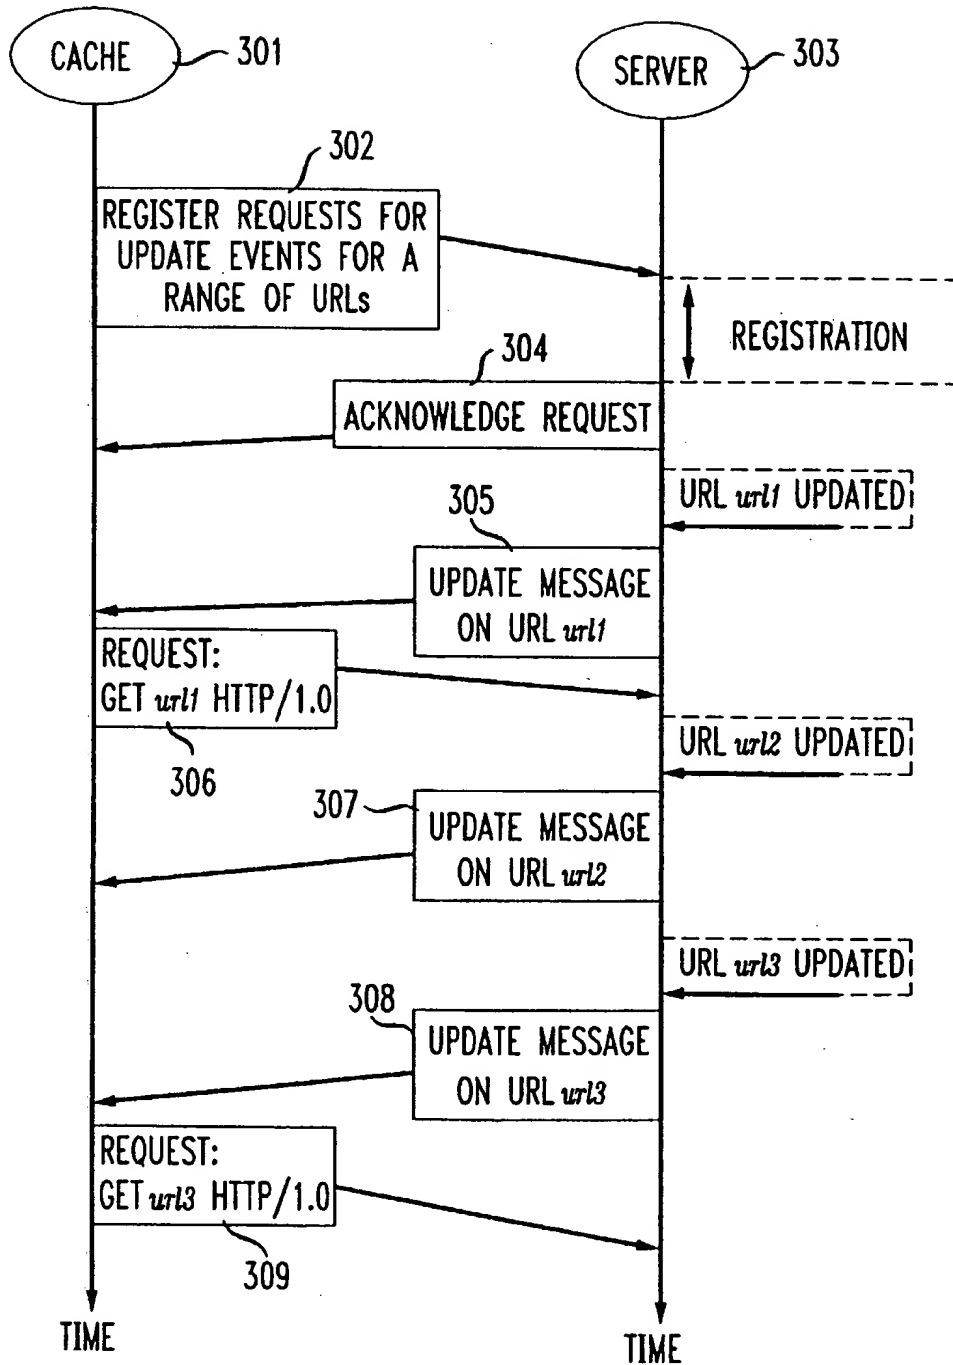 CACHE
301
SERVER
303
302
REGISTER REQUESTS FOR
UPDATE EVENTS FOR A
RANGE OF URLs
REGISTRATION
304
ACKNOWLEDGE REQUEST
URL url1 UPDATED
305
UPDATE MESSAGE
ON URL url1
REQUEST:
GET url1 HTTP/1.0
306
URL url2 UPDATED
307
UPDATE MESSAGE
ON URL url2
URL url3 UPDATED
308
UPDATE MESSAGE
ON URL url3
REQUEST:
GET url3 HTTP/1.0
309
TIME
TIME